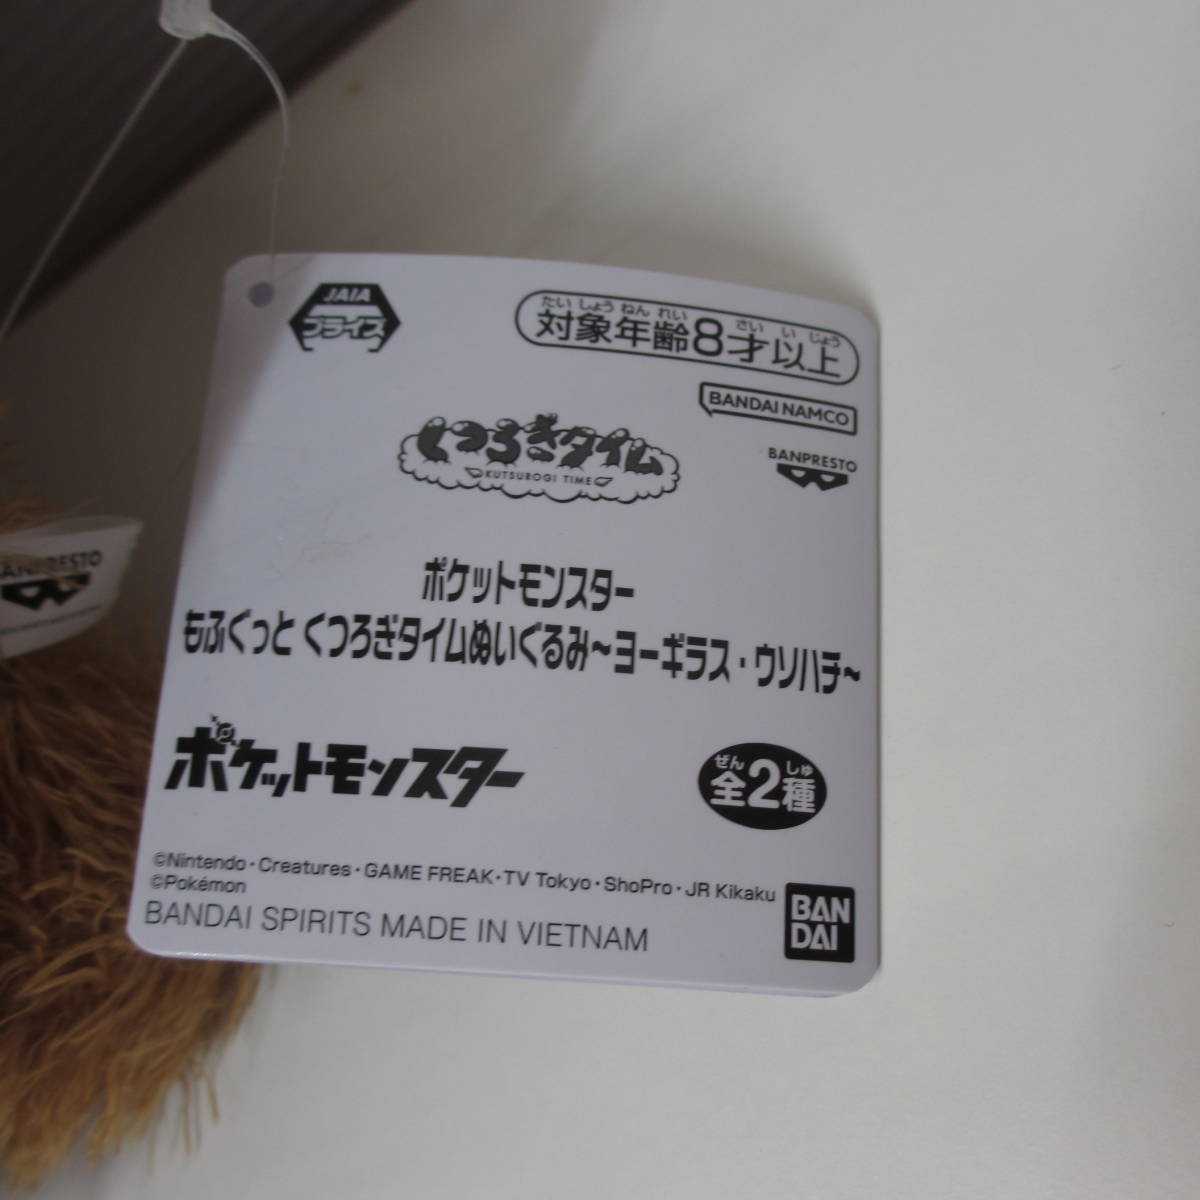 JAIA
プライズ
たいしょうねんれい さいいじょう
対象年齢8才以上
BANDAI NAMCO
くつろぎタイム
KUTSUROGI TIME
BANPRESTO
ポケットモンスター
もふぐっと くつろぎタイムぬいぐるみ~ヨーギラス・ウソハチ~
ポケットモンスター
ぜん しゅ
全2種
©Nintendo・Creatures・GAME FREAK・TV Tokyo・ShoPro・JR Kikaku
©Pokémon
BANDAI SPIRITS MADE IN VIETNAM
BAN
DAI
BANPRESTO